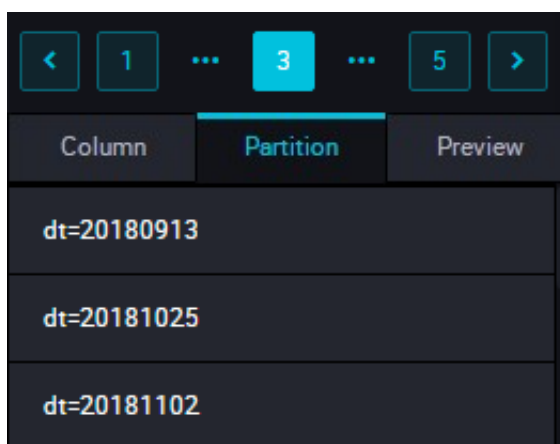 < 1 ••• 3 ••• 5 >
Column Partition Preview
dt=20180913
dt=20181025
dt=20181102